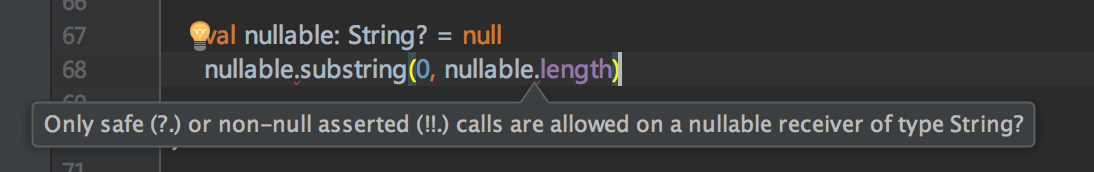 66
67 val nullable: String? = null
68 nullable.substring(0, nullable.length)
Only safe (?.) or non-null asserted (!!.) calls are allowed on a nullable receiver of type String?
71